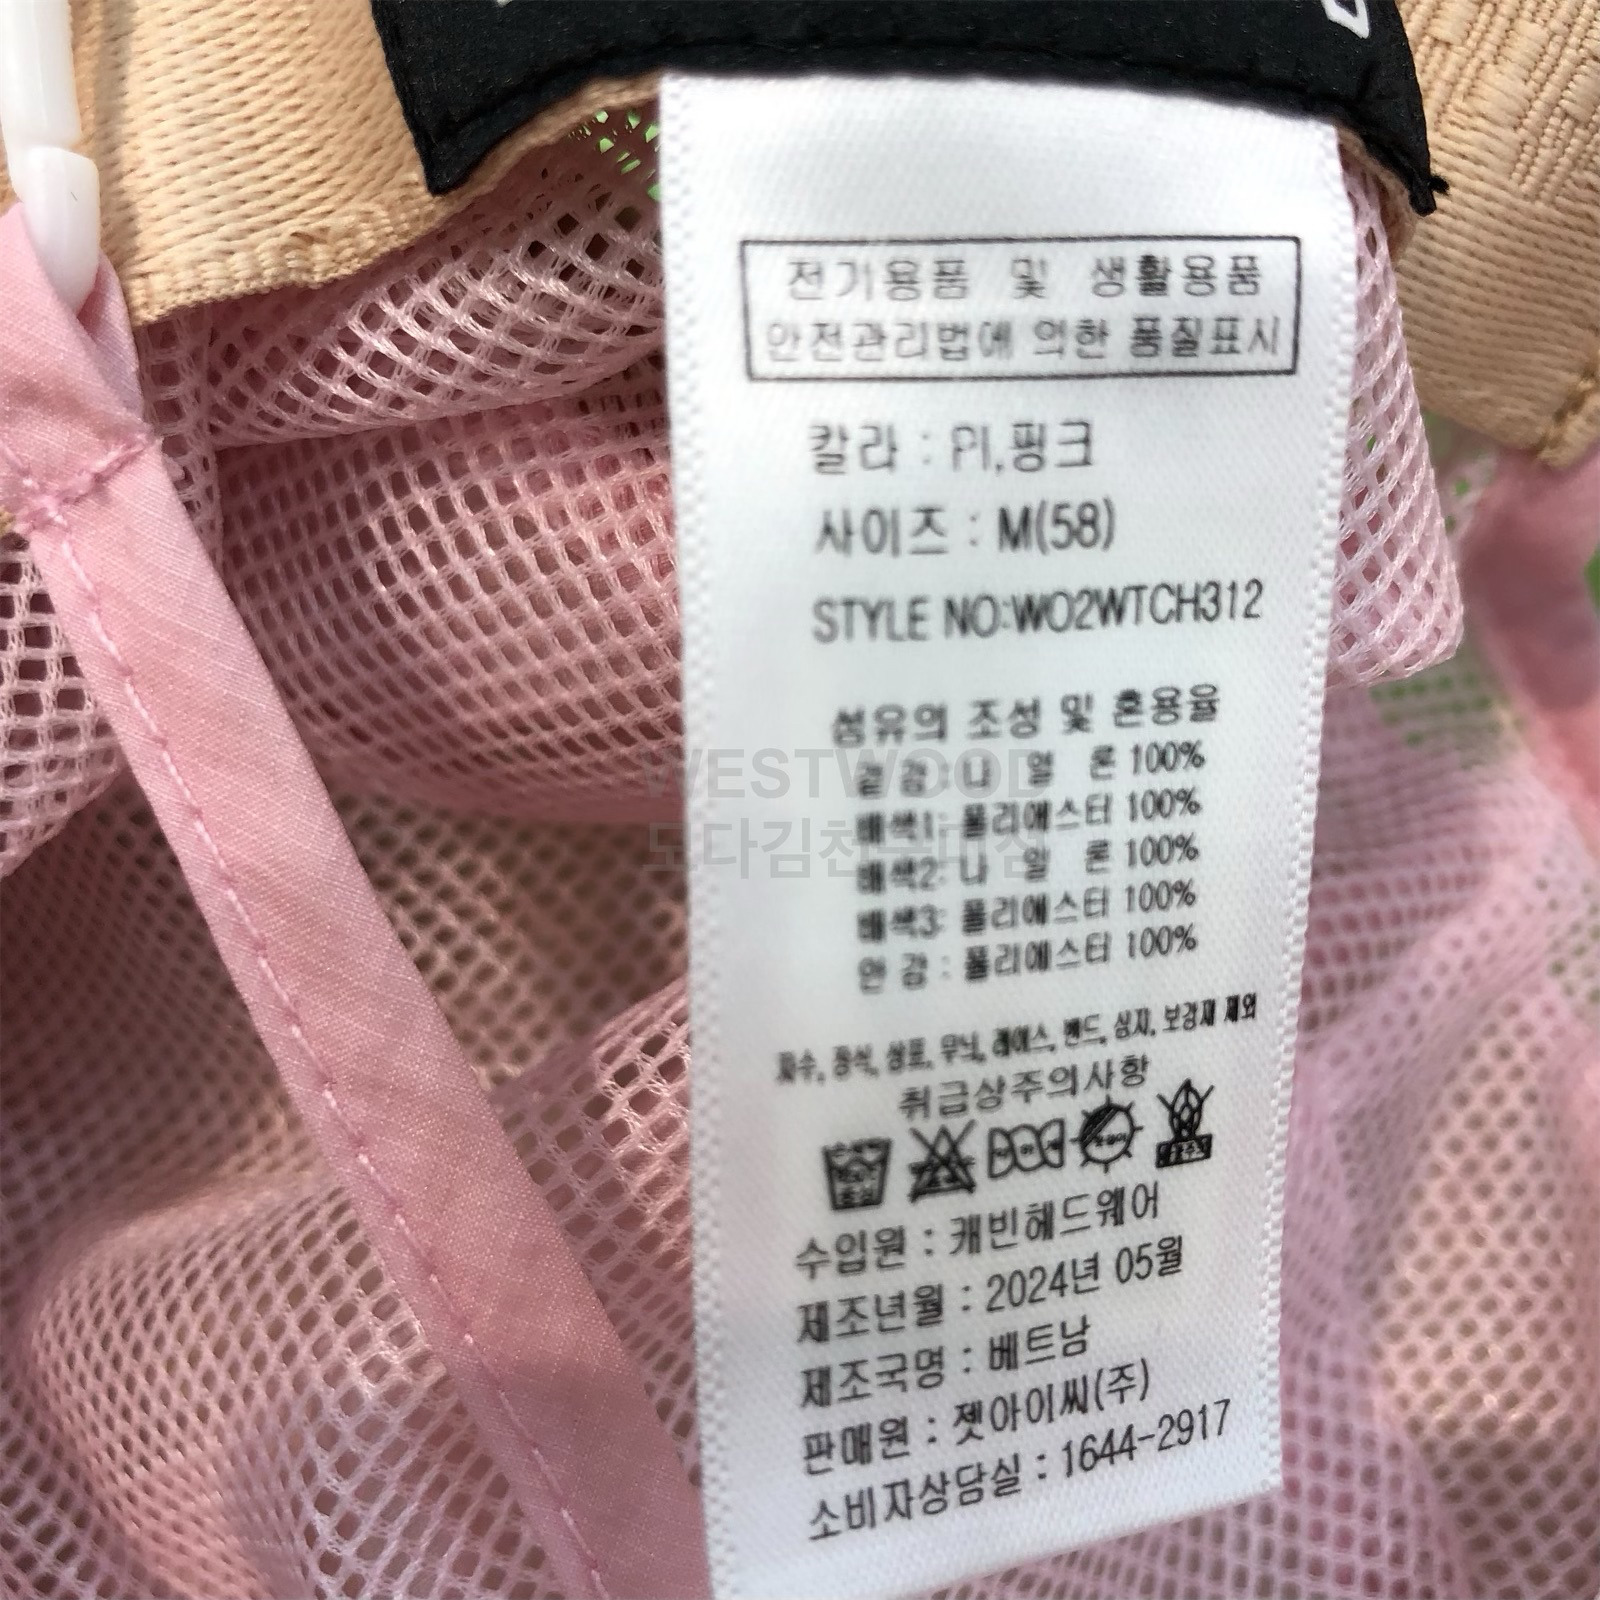 전기용품 및 생활용품
안전관리법에 의한 품질표시
칼라 : PI,핑크
사이즈 : M(58)
STYLE NO:WO2WTCH312
섬유의 조성 및 혼용율
겉 감 : 나 일 론 100%
배색1: 폴리에스터 100%
배색2: 나 일 론 100%
배색3: 폴리에스터 100%
안 감 : 폴리에스터 100%
자수, 장식, 상표, 무늬, 레이스, 밴드, 심지, 보강재 제외
취급상주의사항
수입원 : 캐빈헤드웨어
제조년월 : 2024년 05월
제조국명 : 베트남
판매원 : 젯아이씨(주)
소비자상담실 : 1644-2917
WESTWOOD